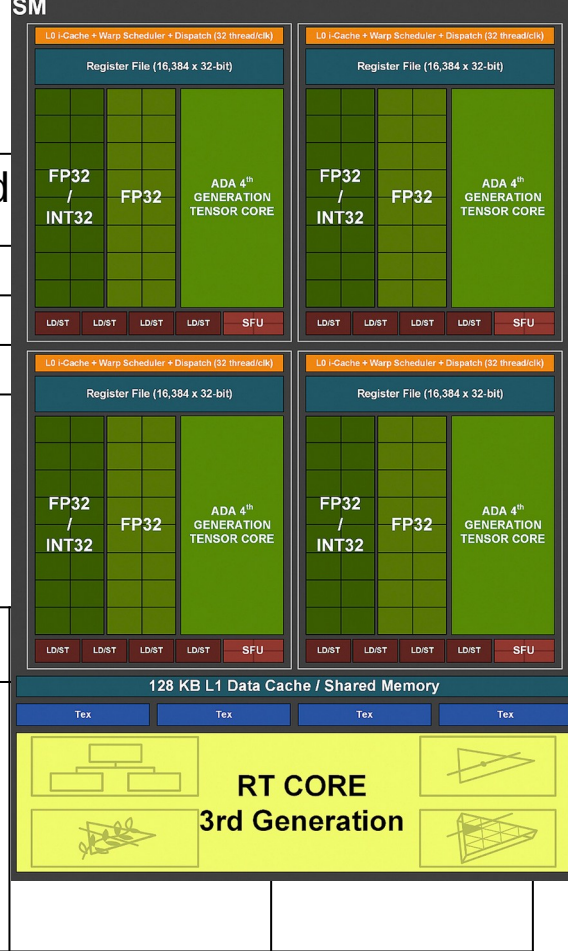 SM
L0 i-Cache + Warp Scheduler + Dispatch (32 thread/clk)
Register File (16,384 x 32-bit)
FP32
/
INT32
FP32
ADA 4th
GENERATION
TENSOR CORE
LD/ST LD/ST LD/ST LD/ST SFU
L0 i-Cache + Warp Scheduler + Dispatch (32 thread/clk)
Register File (16,384 x 32-bit)
FP32
/
INT32
FP32
ADA 4th
GENERATION
TENSOR CORE
LD/ST LD/ST LD/ST LD/ST SFU
d
L0 i-Cache + Warp Scheduler + Dispatch (32 thread/clk)
Register File (16,384 x 32-bit)
FP32
/
INT32
FP32
ADA 4th
GENERATION
TENSOR CORE
LD/ST LD/ST LD/ST LD/ST SFU
L0 i-Cache + Warp Scheduler + Dispatch (32 thread/clk)
Register File (16,384 x 32-bit)
FP32
/
INT32
FP32
ADA 4th
GENERATION
TENSOR CORE
LD/ST LD/ST LD/ST LD/ST SFU
128 KB L1 Data Cache / Shared Memory
Tex Tex Tex Tex
RT CORE
3rd Generation